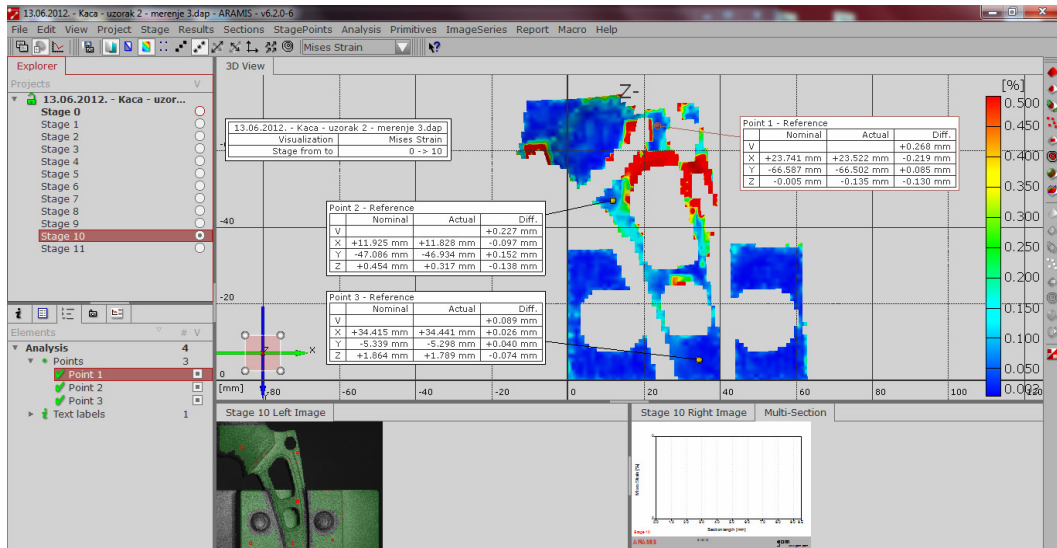 13.06.2012. - Kaca - uzorak 2 - merenje 3.dap - ARAMIS - v6.2.0-6
File Edit View Project Stage Results Sections StagePoints Analysis Primitives ImageSeries Report Macro Help
Mises Strain
Explorer
Projects V
13.06.2012. - Kaca - uzor...
Stage 0
Stage 1
Stage 2
Stage 3
Stage 4
Stage 5
Stage 6
Stage 7
Stage 8
Stage 9
Stage 10
Stage 11
Elements # V
Analysis 4
Points 3
Point 1
Point 2
Point 3
Text labels 1
3D View
13.06.2012. - Kaca - uzorak 2 - merenje 3.dap
Visualization Mises Strain
Stage from to 0 -> 10
Z-
Point 1 - Reference
Nominal Actual Diff.
V +0.268 mm
X +23.741 mm +23.522 mm -0.219 mm
Y -66.587 mm -66.502 mm +0.085 mm
Z -0.005 mm -0.135 mm -0.130 mm
Point 2 - Reference
Nominal Actual Diff.
V +0.227 mm
X +11.925 mm +11.828 mm -0.097 mm
Y -47.086 mm -46.934 mm +0.152 mm
Z +0.454 mm +0.317 mm -0.138 mm
Point 3 - Reference
Nominal Actual Diff.
V +0.089 mm
X +34.415 mm +34.441 mm +0.026 mm
Y -5.339 mm -5.298 mm +0.040 mm
Z +1.864 mm +1.789 mm -0.074 mm
[%]
0.500
0.450
0.400
0.350
0.300
0.250
0.200
0.150
0.100
0.050
0.002
-40
-20
0
X
[mm] -80 -60 -40 -20 0 20 40 60 80 100 120
Stage 10 Left Image
Stage 10 Right Image Multi-Section
Mises Strain [%]
Section length [mm]
Stage 10
ARAMIS
gom